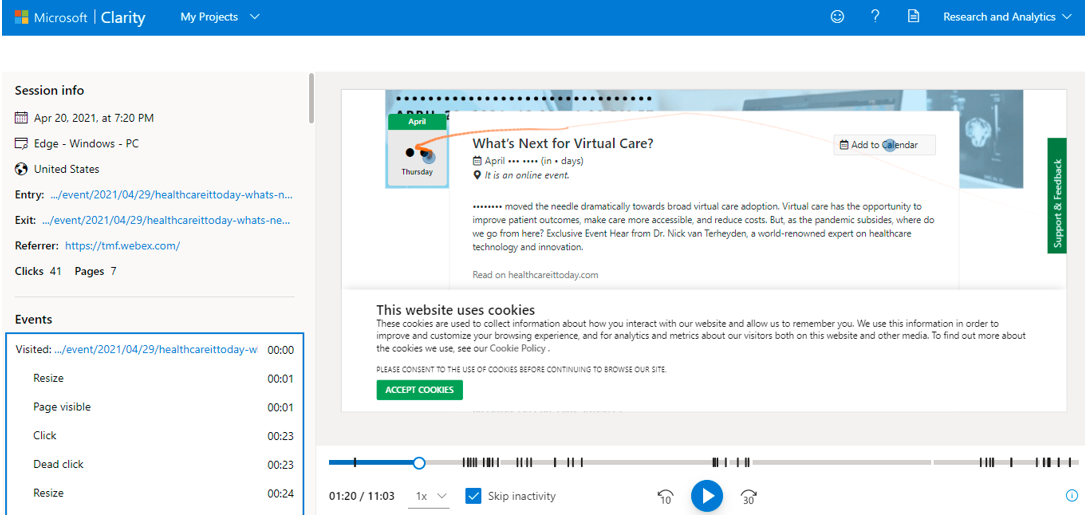 Microsoft | Clarity
My Projects
Research and Analytics
Session info
Apr 20, 2021, at 7:20 PM
Edge - Windows - PC
United States
Entry: .../event/2021/04/29/healthcareittoday-whats-n...
Exit: .../event/2021/04/29/healthcareittoday-whats-ne...
Referrer: https://tmf.webex.com/
Clicks 41 Pages 7
Events
Visited: .../event/2021/04/29/healthcareittoday-w 00:00
Resize 00:01
Page visible 00:01
Click 00:23
Dead click 00:23
Resize 00:24
April
Thursday
What's Next for Virtual Care?
Add to Calendar
April •••• •••• (in • days)
It is an online event.
•••••••• moved the needle dramatically towards broad virtual care adoption. Virtual care has the opportunity to
improve patient outcomes, make care more accessible, and reduce costs. But, as the pandemic subsides, where do
we go from here? Exclusive Event Hear from Dr. Nick van Terheyden, a world-renowned expert on healthcare
technology and innovation.
Read on healthcareittoday.com
Support & Feedback
This website uses cookies
These cookies are used to collect information about how you interact with our website and allow us to remember you. We use this information in order to
improve and customize your browsing experience, and for analytics and metrics about our visitors both on this website and other media. To find out more about
the cookies we use, see our Cookie Policy .
PLEASE CONSENT TO THE USE OF COOKIES BEFORE CONTINUING TO BROWSE OUR SITE.
ACCEPT COOKIES
01:20 / 11:03
1x
Skip inactivity
10
30